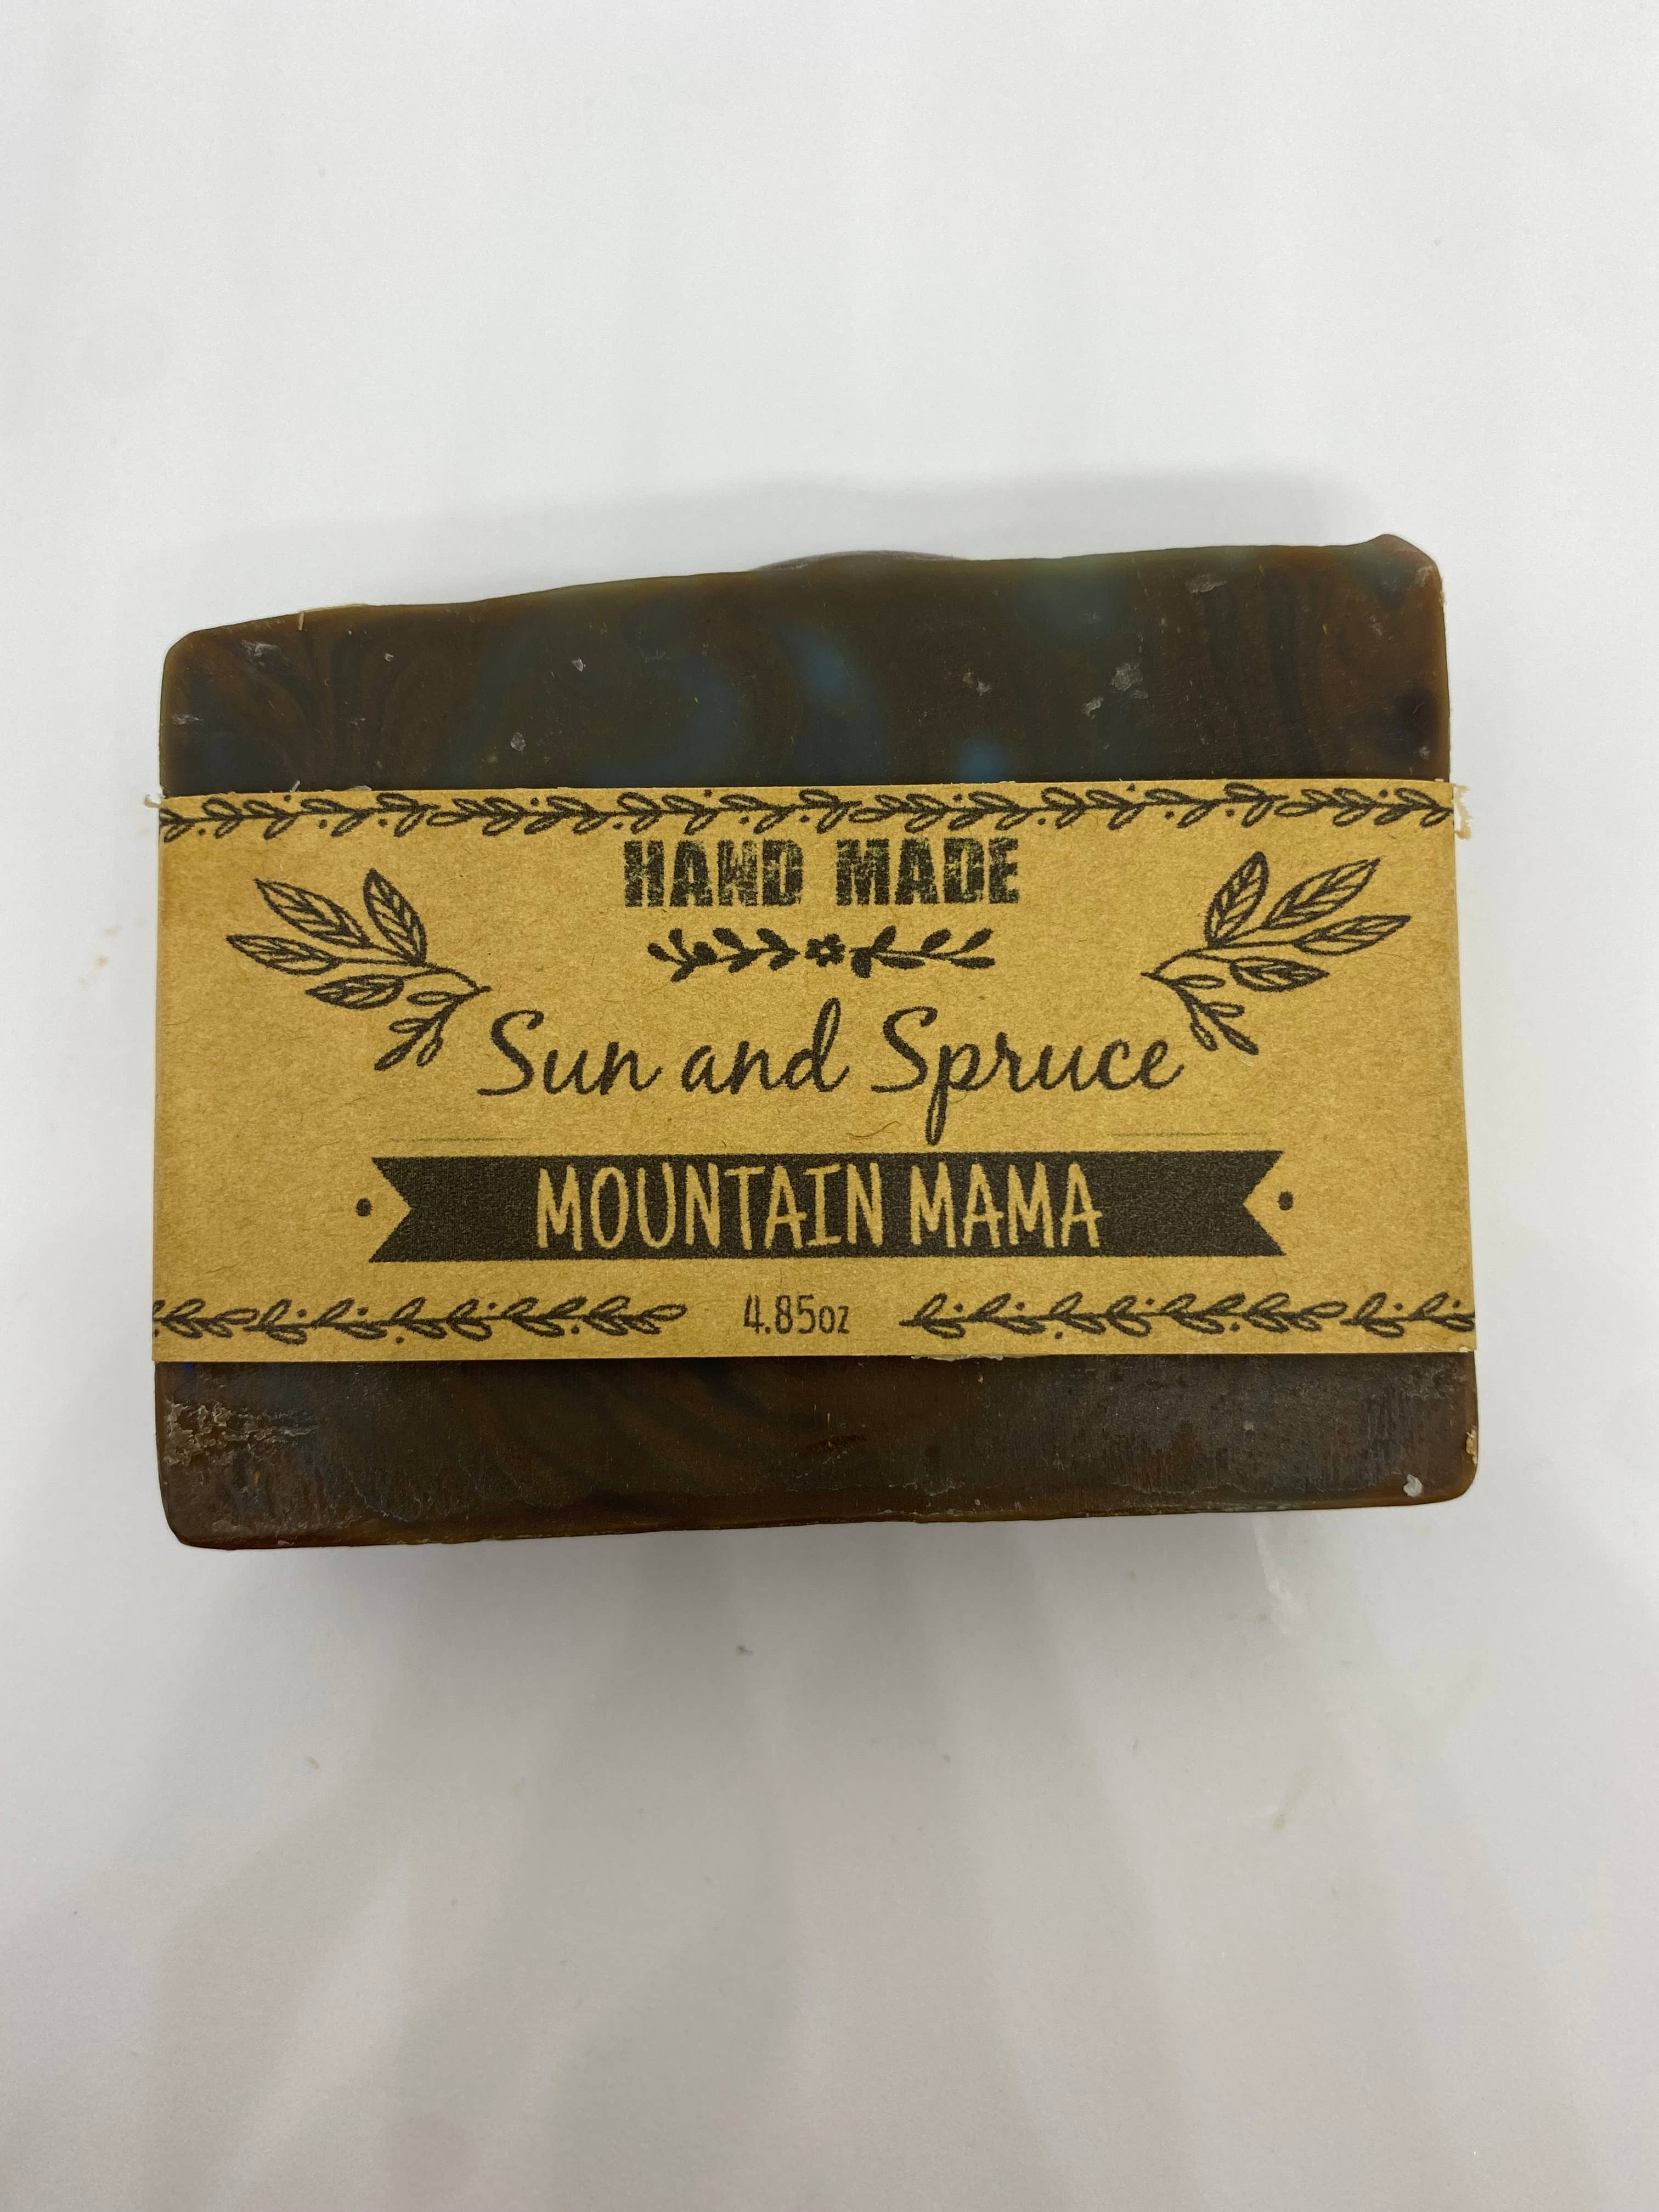 HAND MADE
Sun and Spruce
MOUNTAIN MAMA
4.85oz